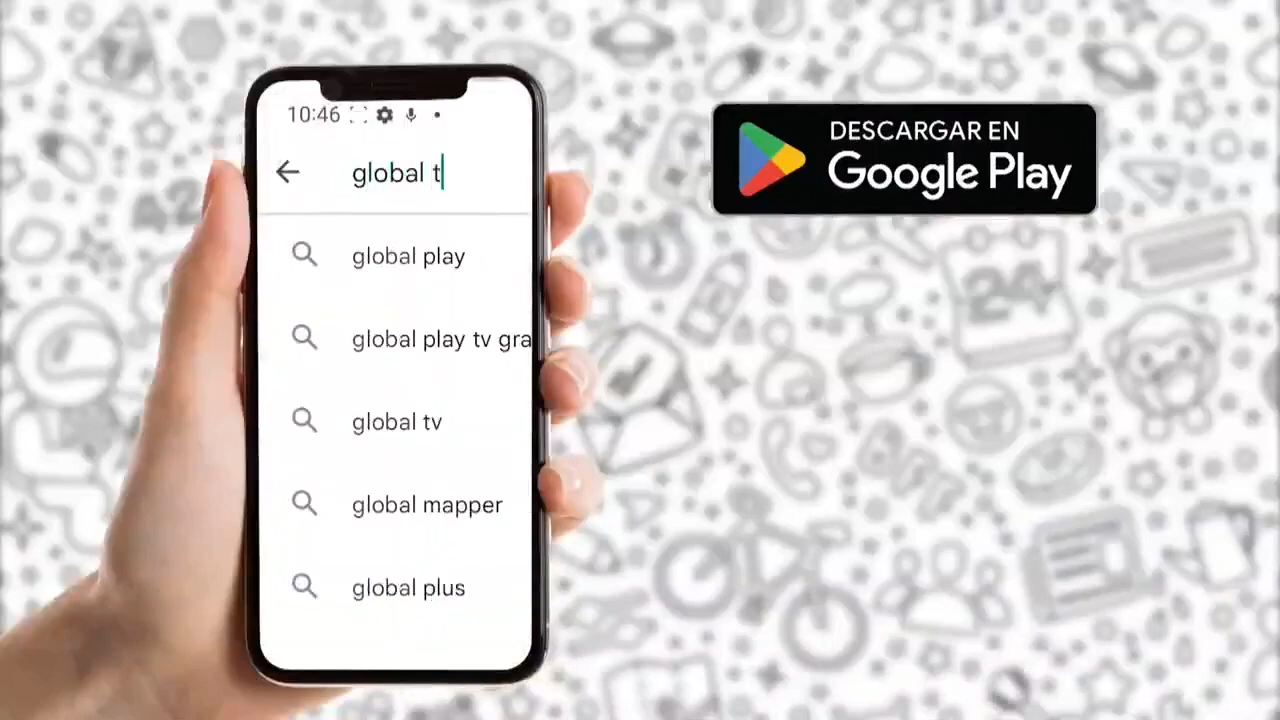 10:46
global t
global play
global play tv gra
global tv
global mapper
global plus
DESCARGAR EN
Google Play
24